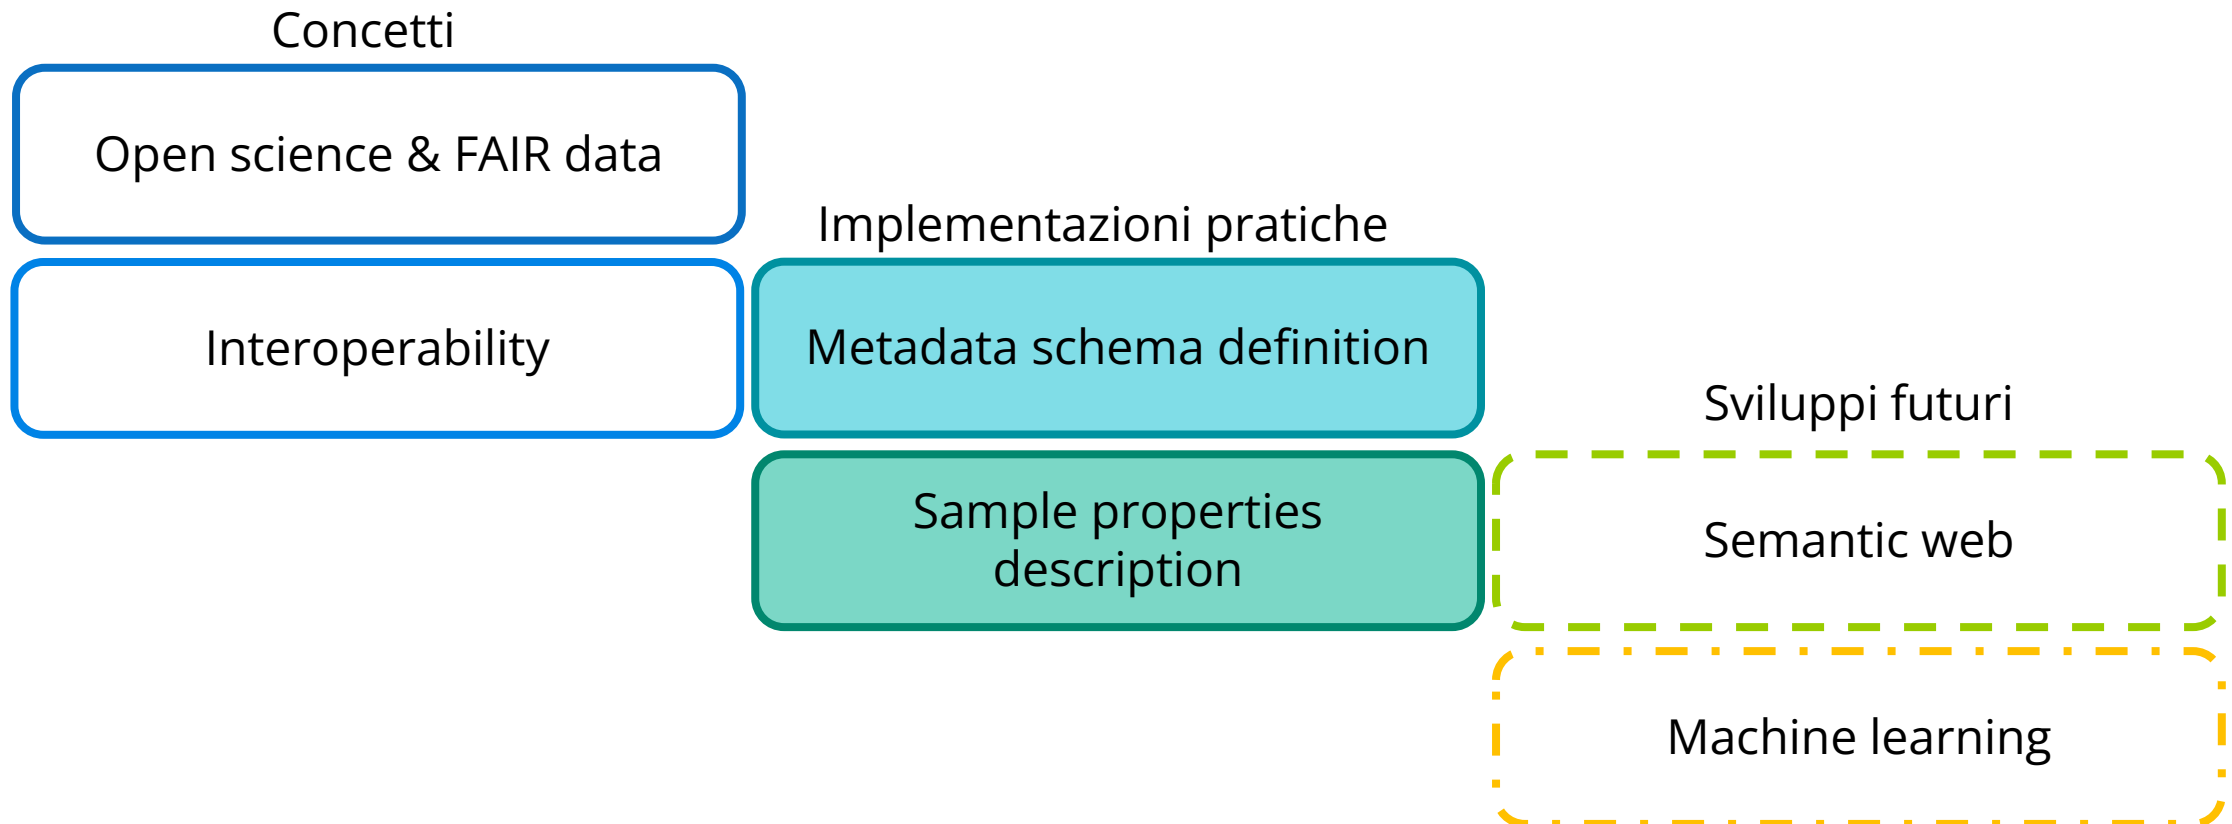 Concetti
Open science & FAIR data
Interoperability
Implementazioni pratiche
Metadata schema definition
Sample properties
description
Sviluppi futuri
Semantic web
Machine learning